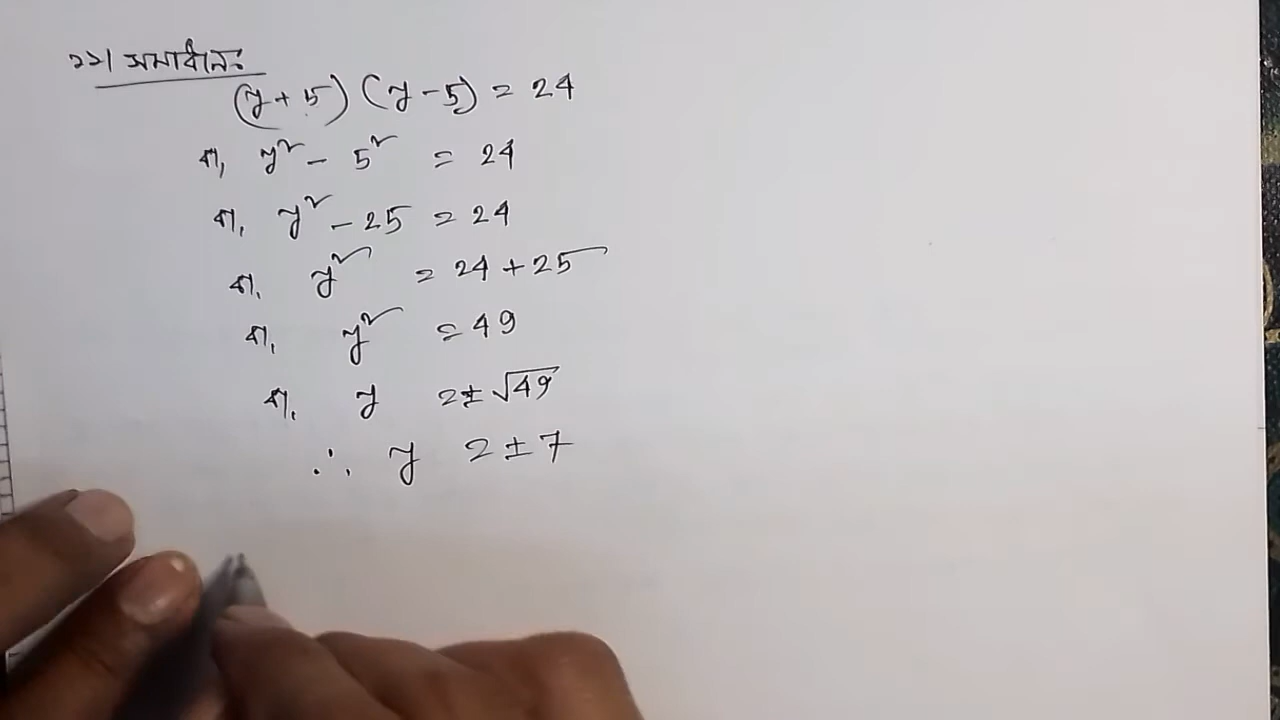 ১১। সমাধানঃ
(y + 5) (y - 5) = 24
বা, y² - 5² = 24
বা, y² - 25 = 24
বা, y² = 24 + 25
বা, y² = 49
বা, y = ± √49
∴ y = ± 7